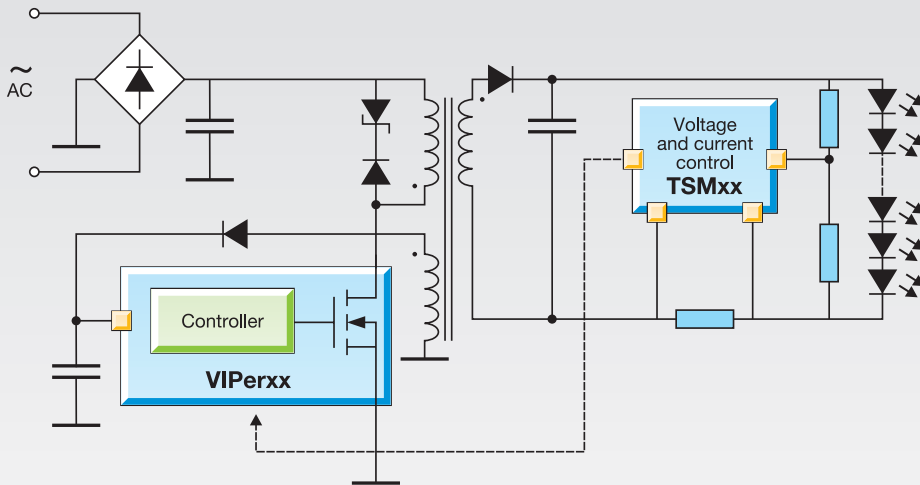 ~
AC
Voltage
and current
control
TSMxx
Controller
VIPerxx